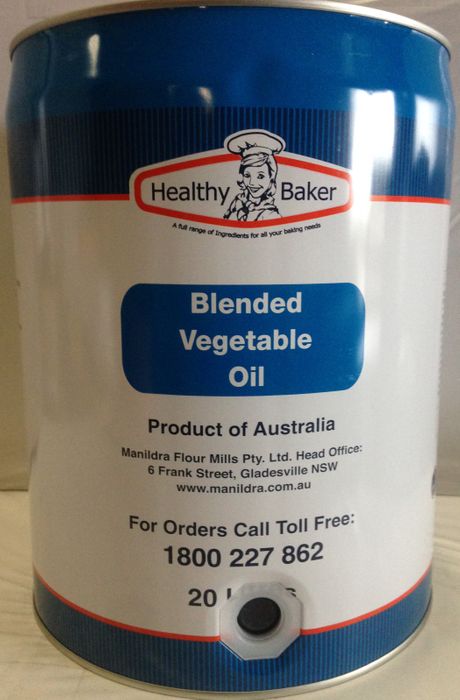 Healthy Baker
A full range of Ingredients for all your baking needs
Blended
Vegetable
Oil
Product of Australia
Manildra Flour Mills Pty. Ltd. Head Office:
6 Frank Street, Gladesville NSW
www.manildra.com.au
For Orders Call Toll Free:
1800 227 862
20